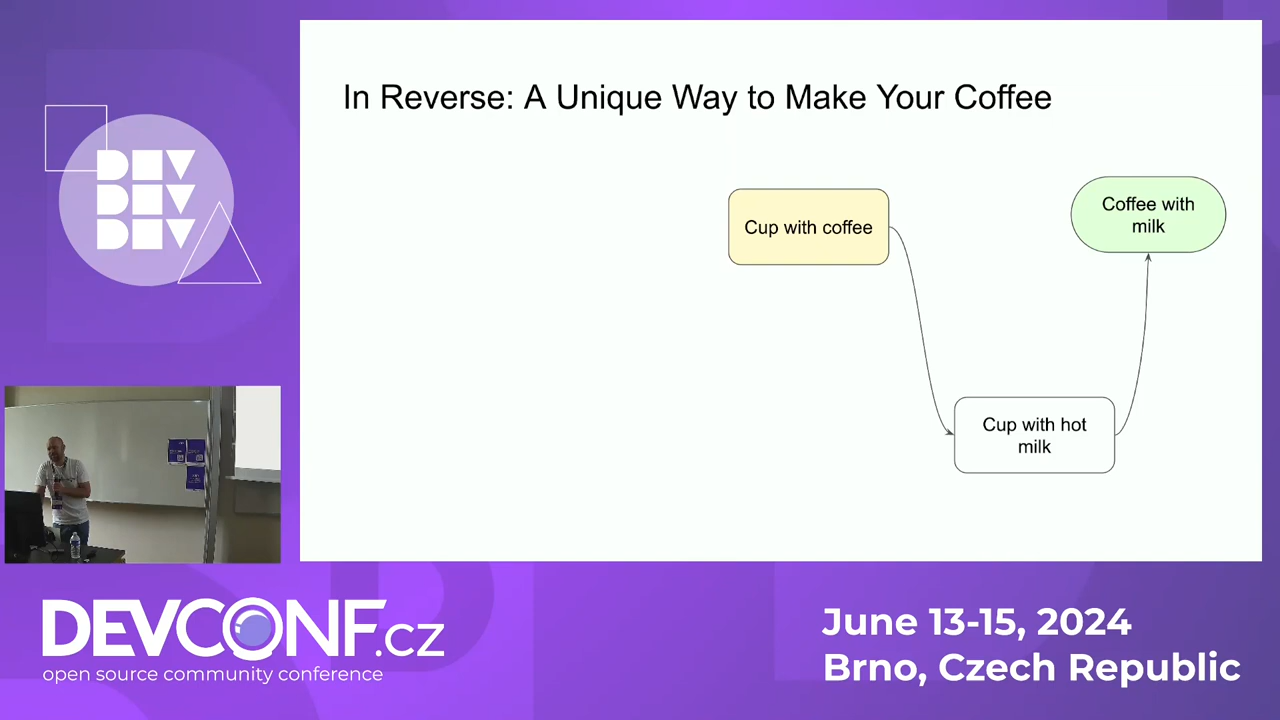 In Reverse: A Unique Way to Make Your Coffee
Cup with coffee
Coffee with
milk
Cup with hot
milk
DEV
DEV
DEV
DEVCONF.cz
open source community conference
June 13-15, 2024
Brno, Czech Republic